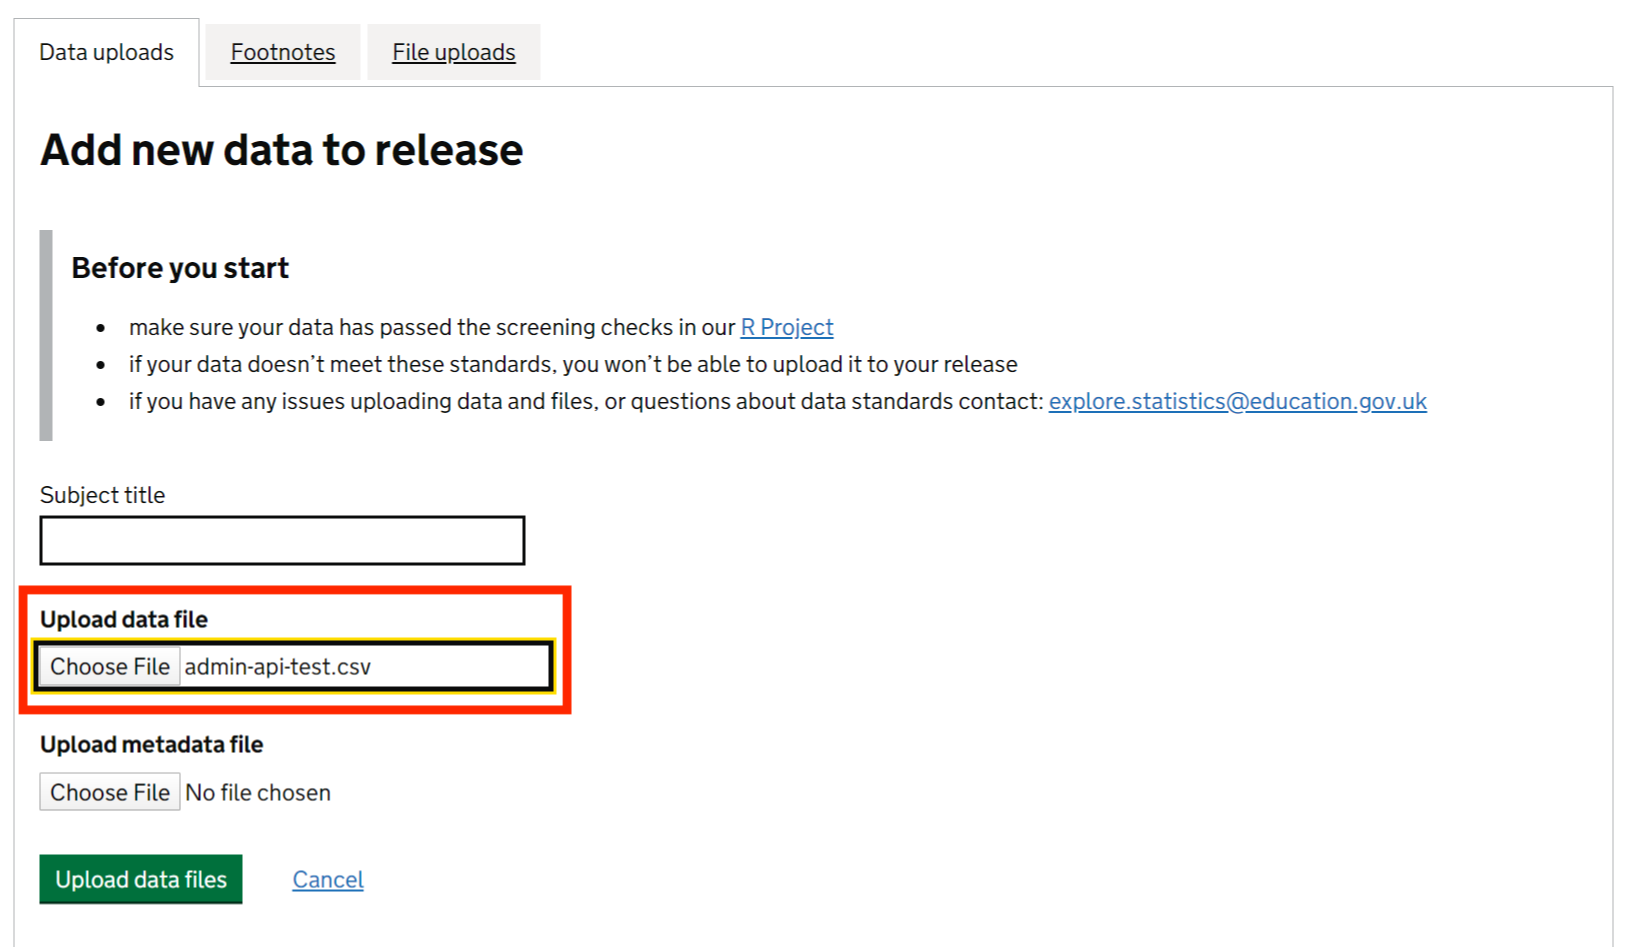 Data uploads Footnotes File uploads
Add new data to release
Before you start
• make sure your data has passed the screening checks in our R Project
• if your data doesn’t meet these standards, you won’t be able to upload it to your release
• if you have any issues uploading data and files, or questions about data standards contact: explore.statistics@education.gov.uk
Subject title
Upload data file
Choose File admin-api-test.csv
Upload metadata file
Choose File No file chosen
Upload data files Cancel